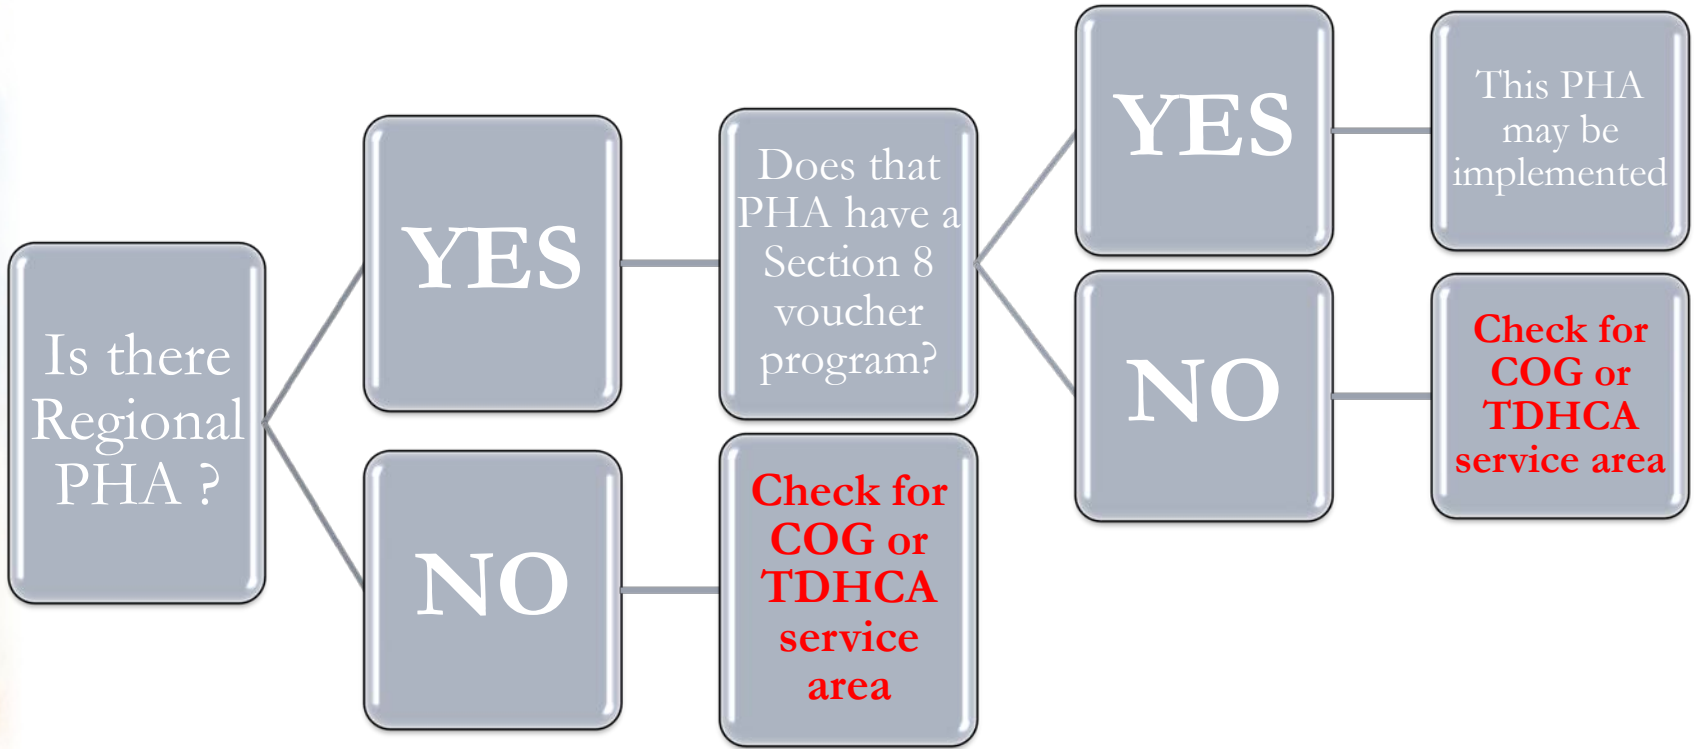 Is there
Regional
PHA ?
YES
Does that
PHA have a
Section 8
voucher
program?
YES
This PHA
may be
implemented
NO
Check for
COG or
TDHCA
service area
NO
Check for
COG or
TDHCA
service
area